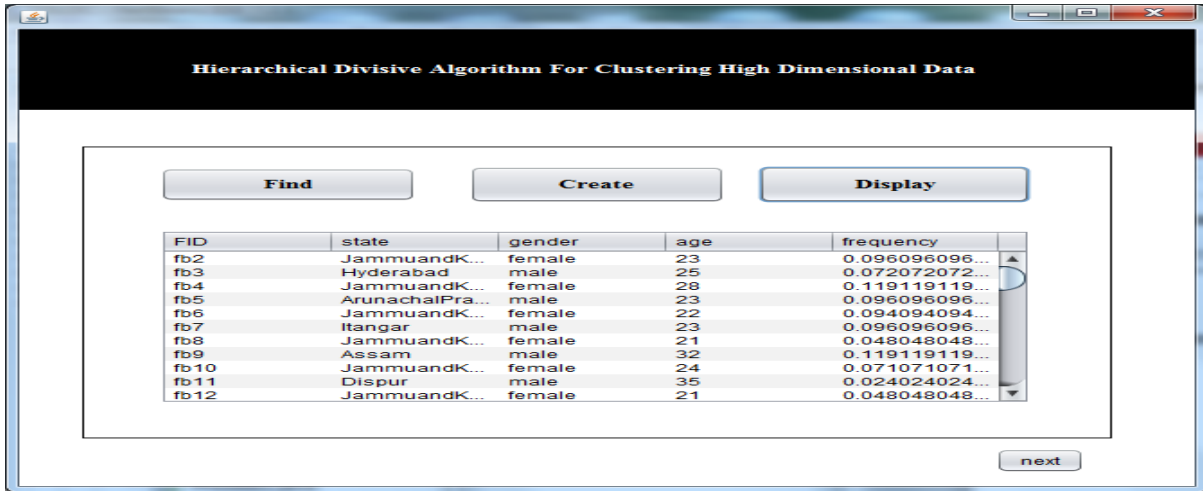 Hierarchical Divisive Algorithm For Clustering High Dimensional Data
Find Create Display
FID state gender age frequency
fb2 JammuandK... female 23 0.096096096...
fb3 Hyderabad male 25 0.072072072...
fb4 JammuandK... female 28 0.119119119...
fb5 ArunachalPra... male 23 0.096096096...
fb6 JammuandK... female 22 0.094094094...
fb7 Itangar male 23 0.096096096...
fb8 JammuandK... female 21 0.048048048...
fb9 Assam male 32 0.119119119...
fb10 JammuandK... female 24 0.071071071...
fb11 Dispur male 35 0.024024024...
fb12 JammuandK... female 21 0.048048048...
next